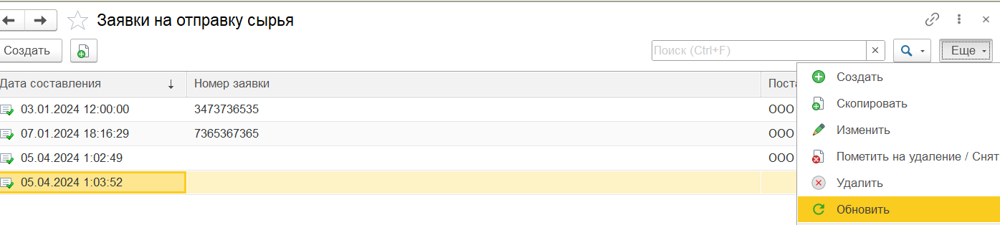 Заявки на отправку сырья
Создать
Поиск (Ctrl+F)
Еще
Дата составления
Номер заявки
Поста
03.01.2024 12:00:00 3473736535 ООО
07.01.2024 18:16:29 7365367365 ООО
05.04.2024 1:02:49 ООО
05.04.2024 1:03:52
Создать
Скопировать
Изменить
Пометить на удаление / Снят
Удалить
Обновить